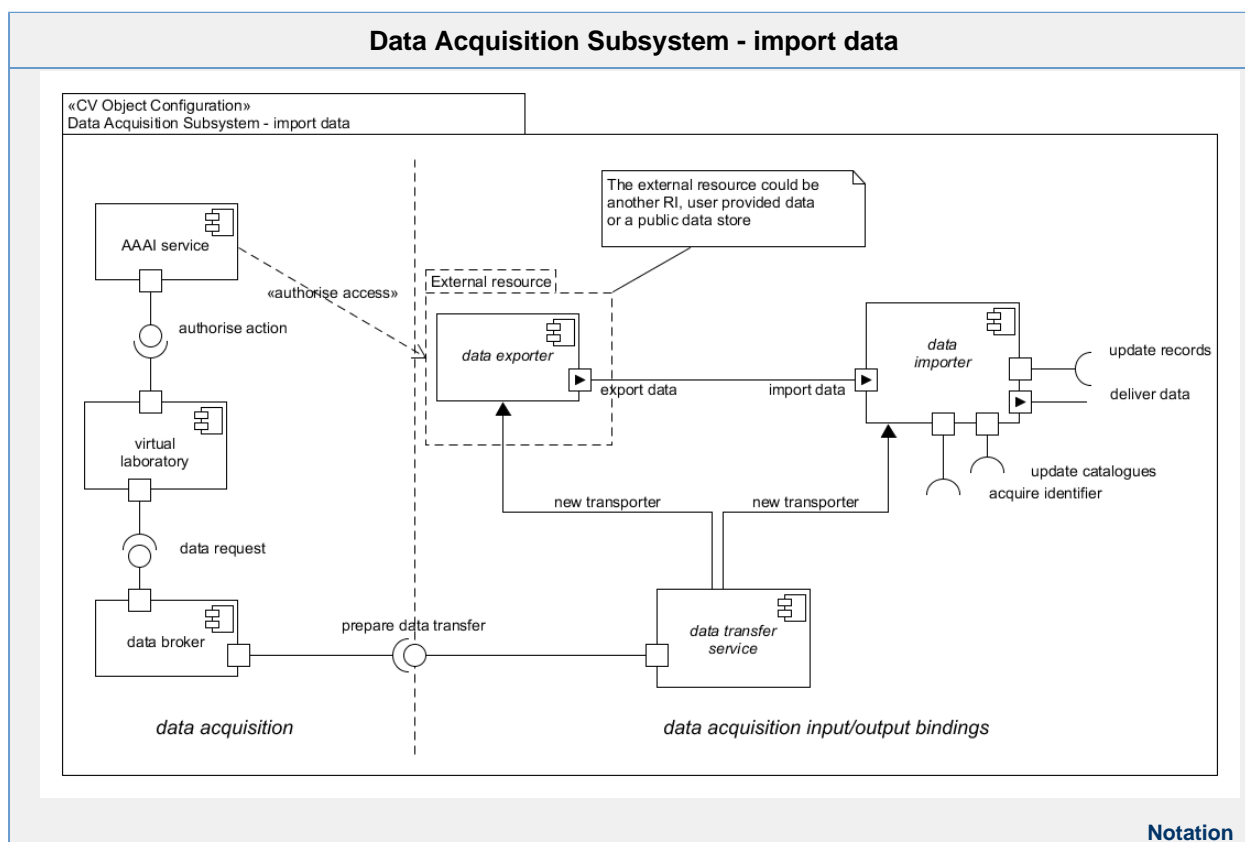 Data Acquisition Subsystem - import data
«CV Object Configuration»
Data Acquisition Subsystem - import data
The external resource could be
another RI, user provided data
or a public data store
AAAI service
«authorise access»
External resource
authorise action
data exporter
data
importer
update records
export data
import data
deliver data
virtual
laboratory
update catalogues
acquire identifier
new transporter
new transporter
data request
prepare data transfer
data broker
data transfer
service
data acquisition
data acquisition input/output bindings
Notation